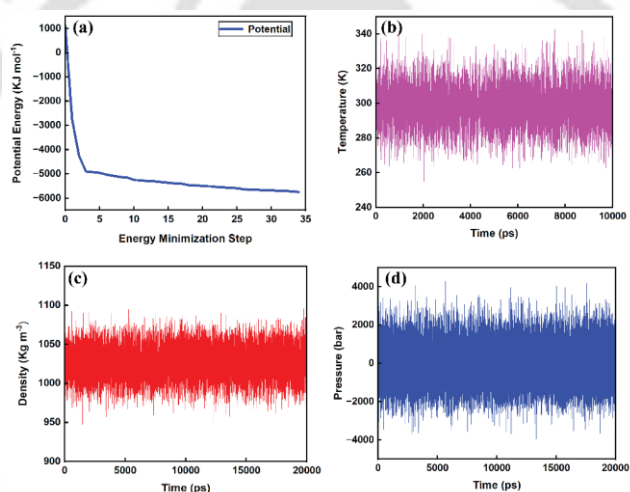 (a)
Potential
1000
0
−1000
−2000
−3000
−4000
−5000
−6000
0 5 10 15 20 25 30 35
Potential Energy (KJ mol⁻¹)
Energy Minimization Step
(b)
340
320
300
280
260
240
0 2000 4000 6000 8000 10000
Temperature (K)
Time (ps)
(c)
1150
1100
1050
1000
950
900
0 5000 10000 15000 20000
Density (Kg m⁻³)
Time (ps)
(d)
4000
2000
0
−2000
−4000
0 5000 10000 15000 20000
Pressure (bar)
Time (ps)